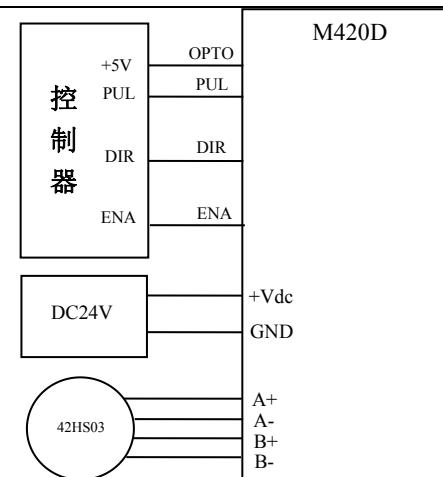 M420D
控制器
+5V OPTO
PUL PUL
DIR DIR
ENA ENA
DC24V
+Vdc
GND
42HS03
A+
A-
B+
B-